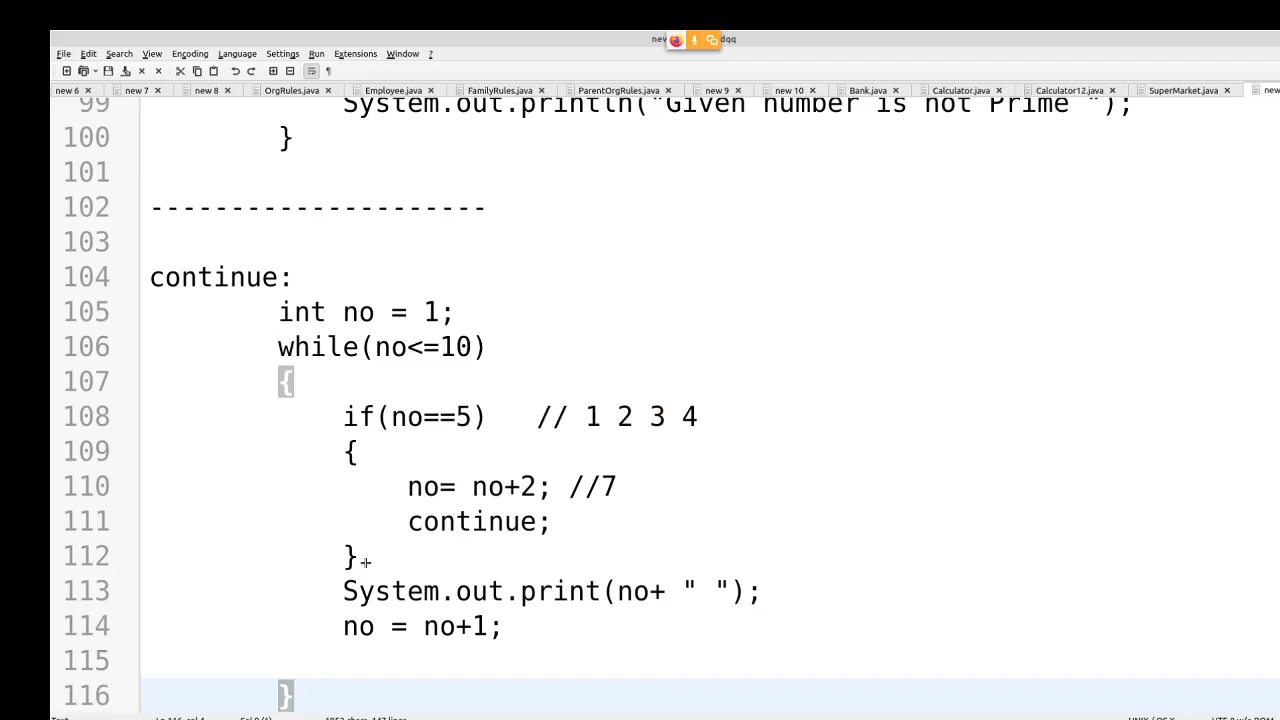 new dqq
File Edit Search View Encoding Language Settings Run Extensions Window ?
new 6 new 7 new 8 OrgRules.java Employee.java FamilyRules.java ParentOrgRules.java new 9 new 10 Bank.java Calculator.java Calculator12.java SuperMarket.java new
99 System.out.println("Given number is not Prime ");
100 }
101
102 ---------------------
103
104 continue:
105 int no = 1;
106 while(no<=10)
107 {
108 if(no==5) // 1 2 3 4
109 {
110 no= no+2; //7
111 continue;
112 }
113 System.out.print(no+ " ");
114 no = no+1;
115
116 }